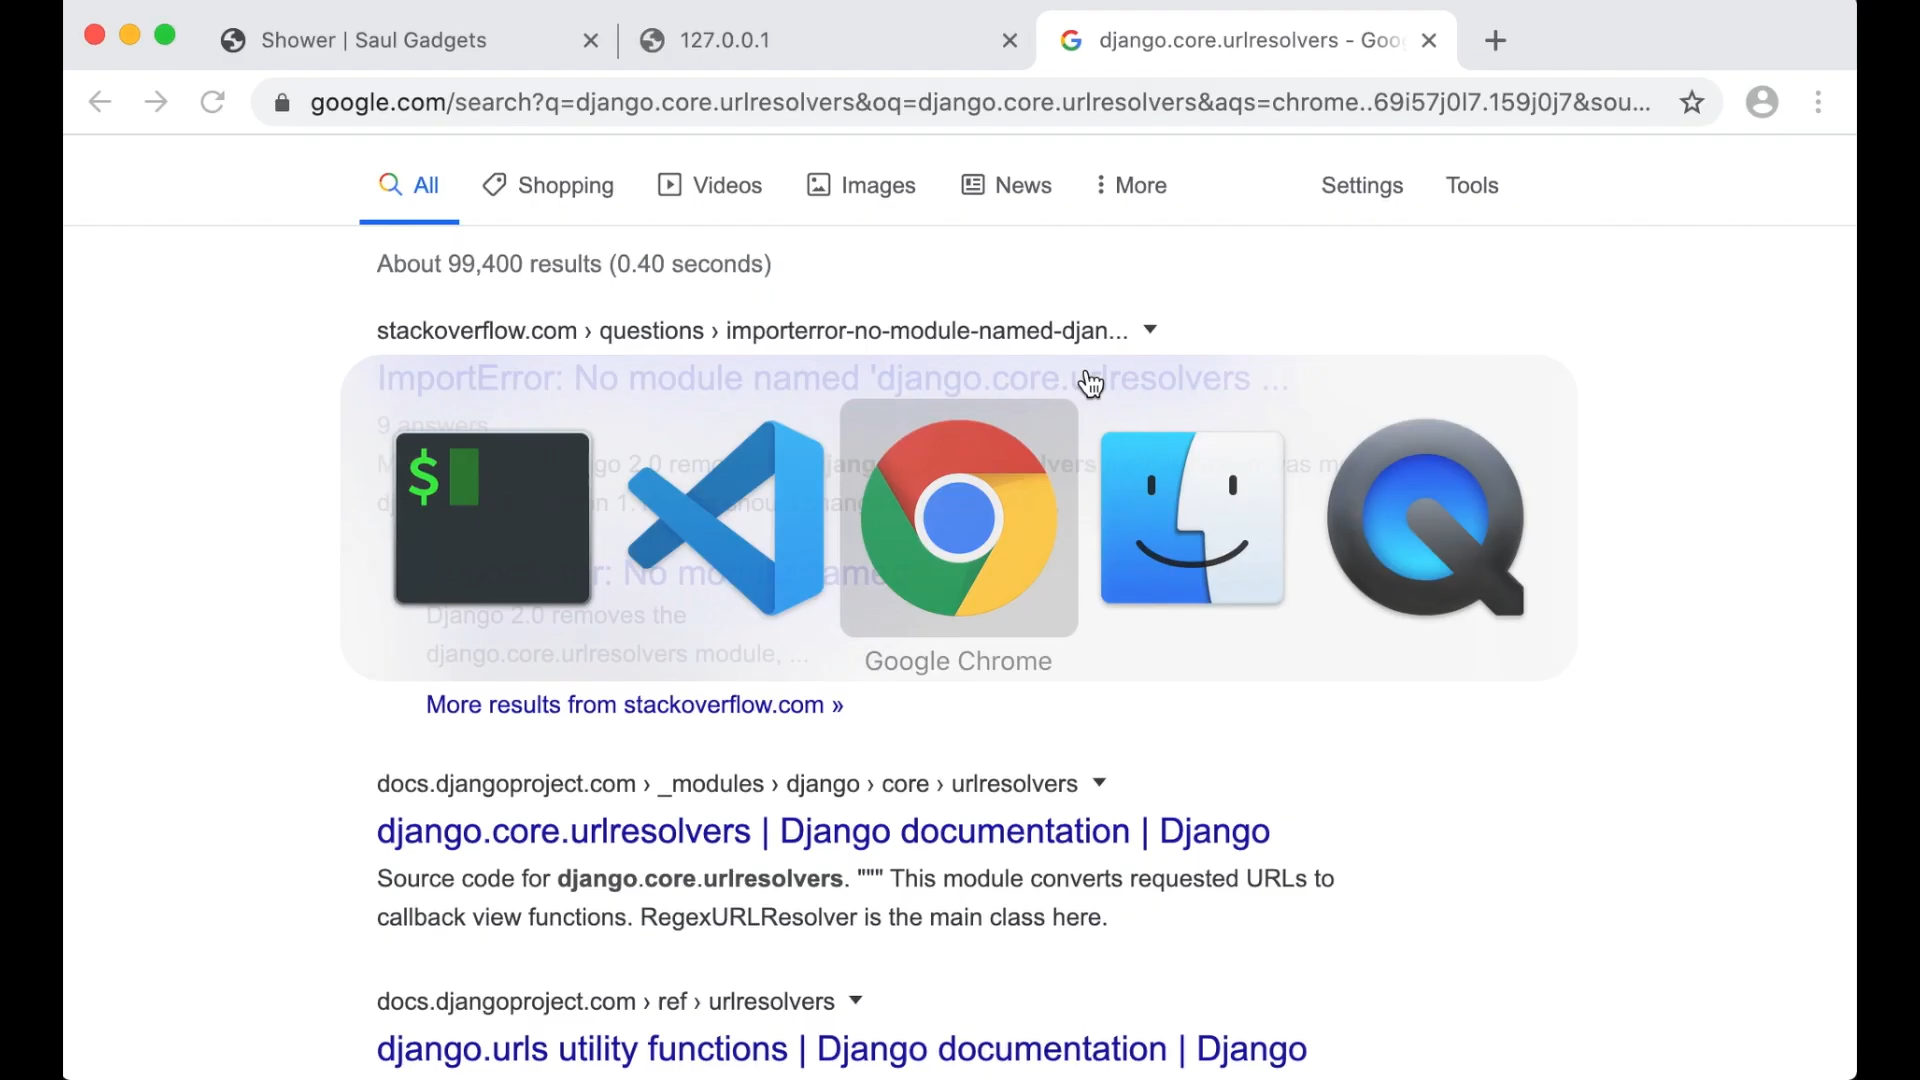 Shower | Saul Gadgets
127.0.0.1
django.core.urlresolvers - Goo
google.com/search?q=django.core.urlresolvers&oq=django.core.urlresolvers&aqs=chrome..69i57j0l7.159j0j7&sou...
All Shopping Videos Images News More Settings Tools
About 99,400 results (0.40 seconds)
stackoverflow.com › questions › importerror-no-module-named-djan...
ImportError: No module named 'django.core.urlresolvers ...
9 answers
$
Django 2.0 removes the
django.core.urlresolvers module, ...
Google Chrome
More results from stackoverflow.com »
docs.djangoproject.com › _modules › django › core › urlresolvers
django.core.urlresolvers | Django documentation | Django
Source code for django.core.urlresolvers. """ This module converts requested URLs to
callback view functions. RegexURLResolver is the main class here.
docs.djangoproject.com › ref › urlresolvers
django.urls utility functions | Django documentation | Django